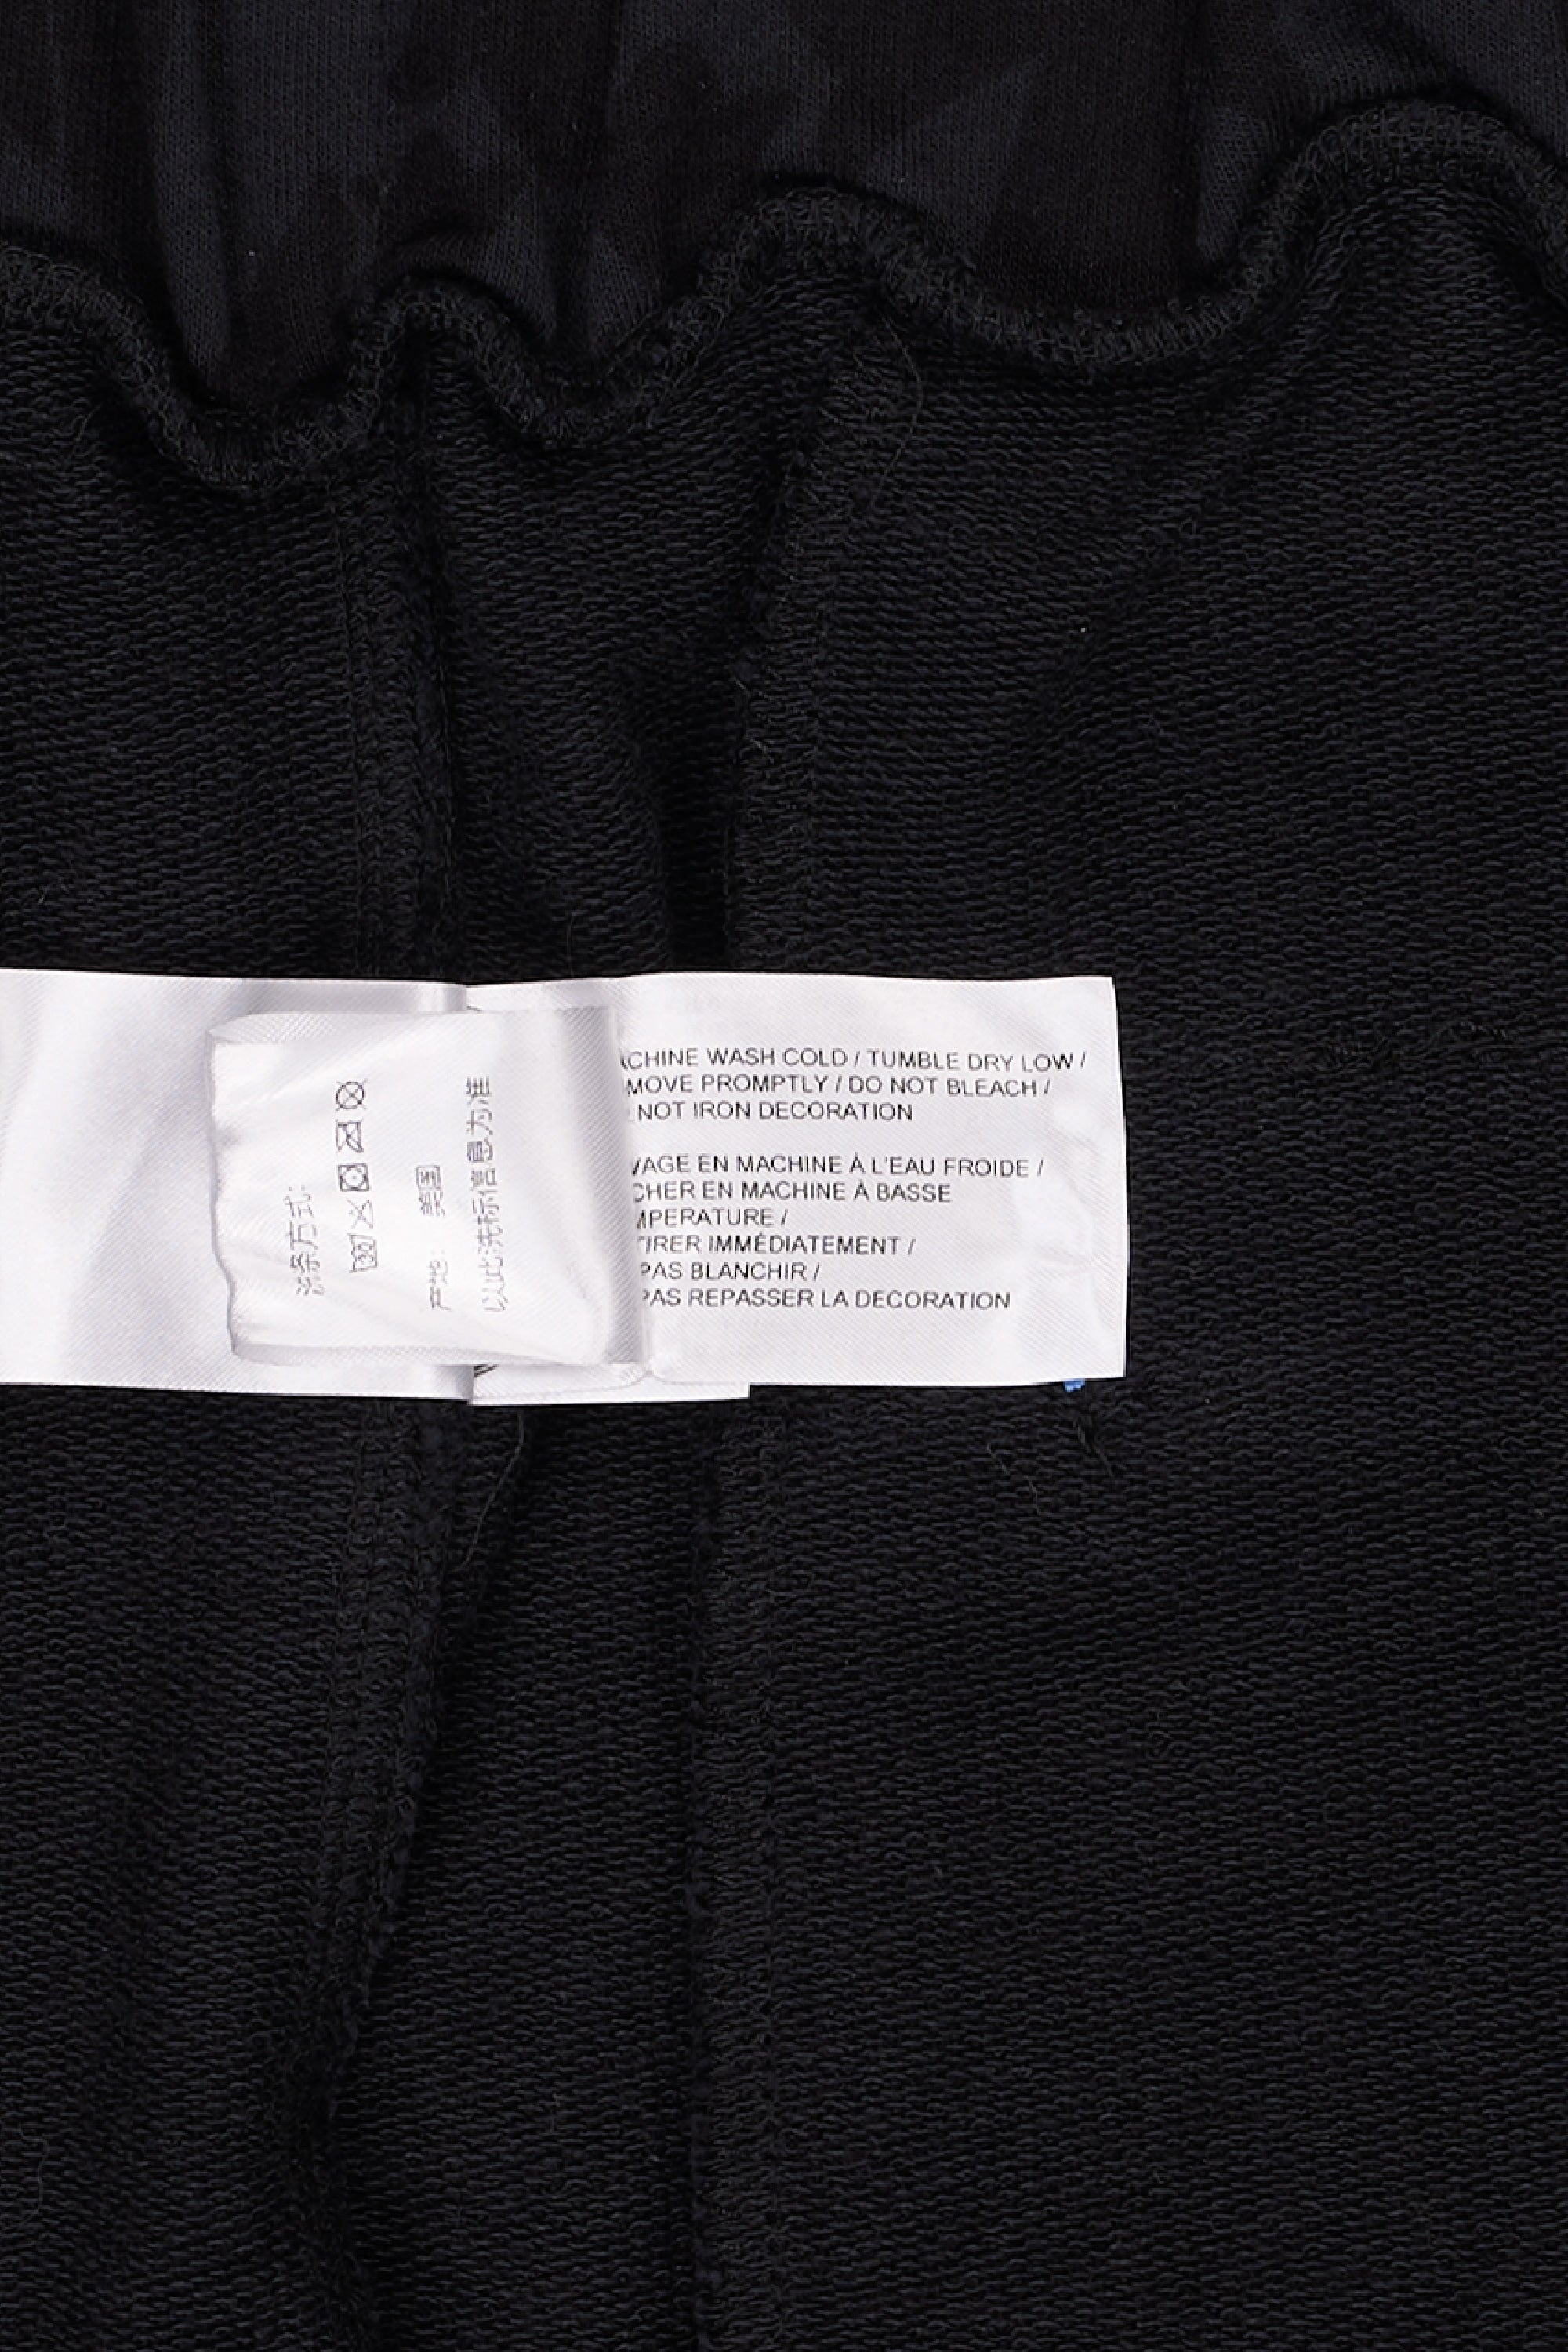 洗涤方式:
产地: 美国
以此洗标信息为准
ACHINE WASH COLD / TUMBLE DRY LOW /
MOVE PROMPTLY / DO NOT BLEACH /
NOT IRON DECORATION
VAGE EN MACHINE À L'EAU FROIDE /
CHER EN MACHINE À BASSE
MPERATURE /
TIRER IMMÉDIATEMENT /
PAS BLANCHIR /
PAS REPASSER LA DECORATION